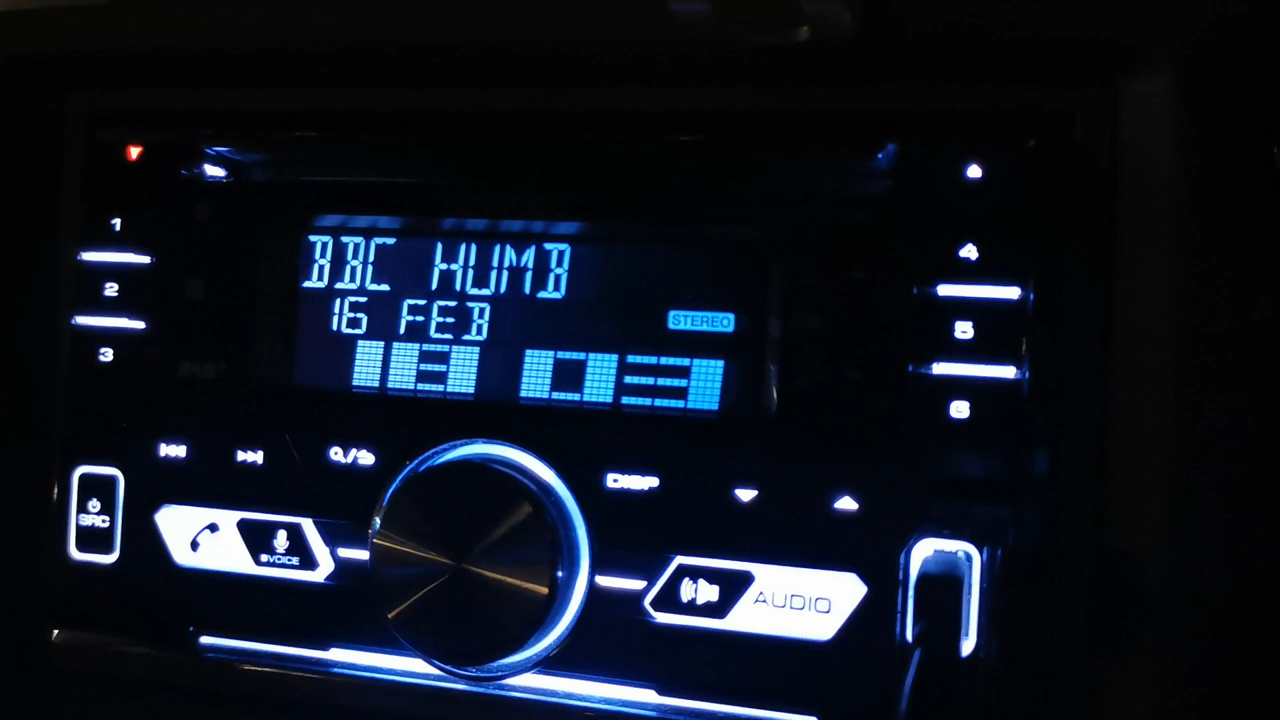 1
2
3
BBC HUMB
16 FEB
STEREO
18 03
4
5
6
DISP
SRC
VOICE
AUDIO